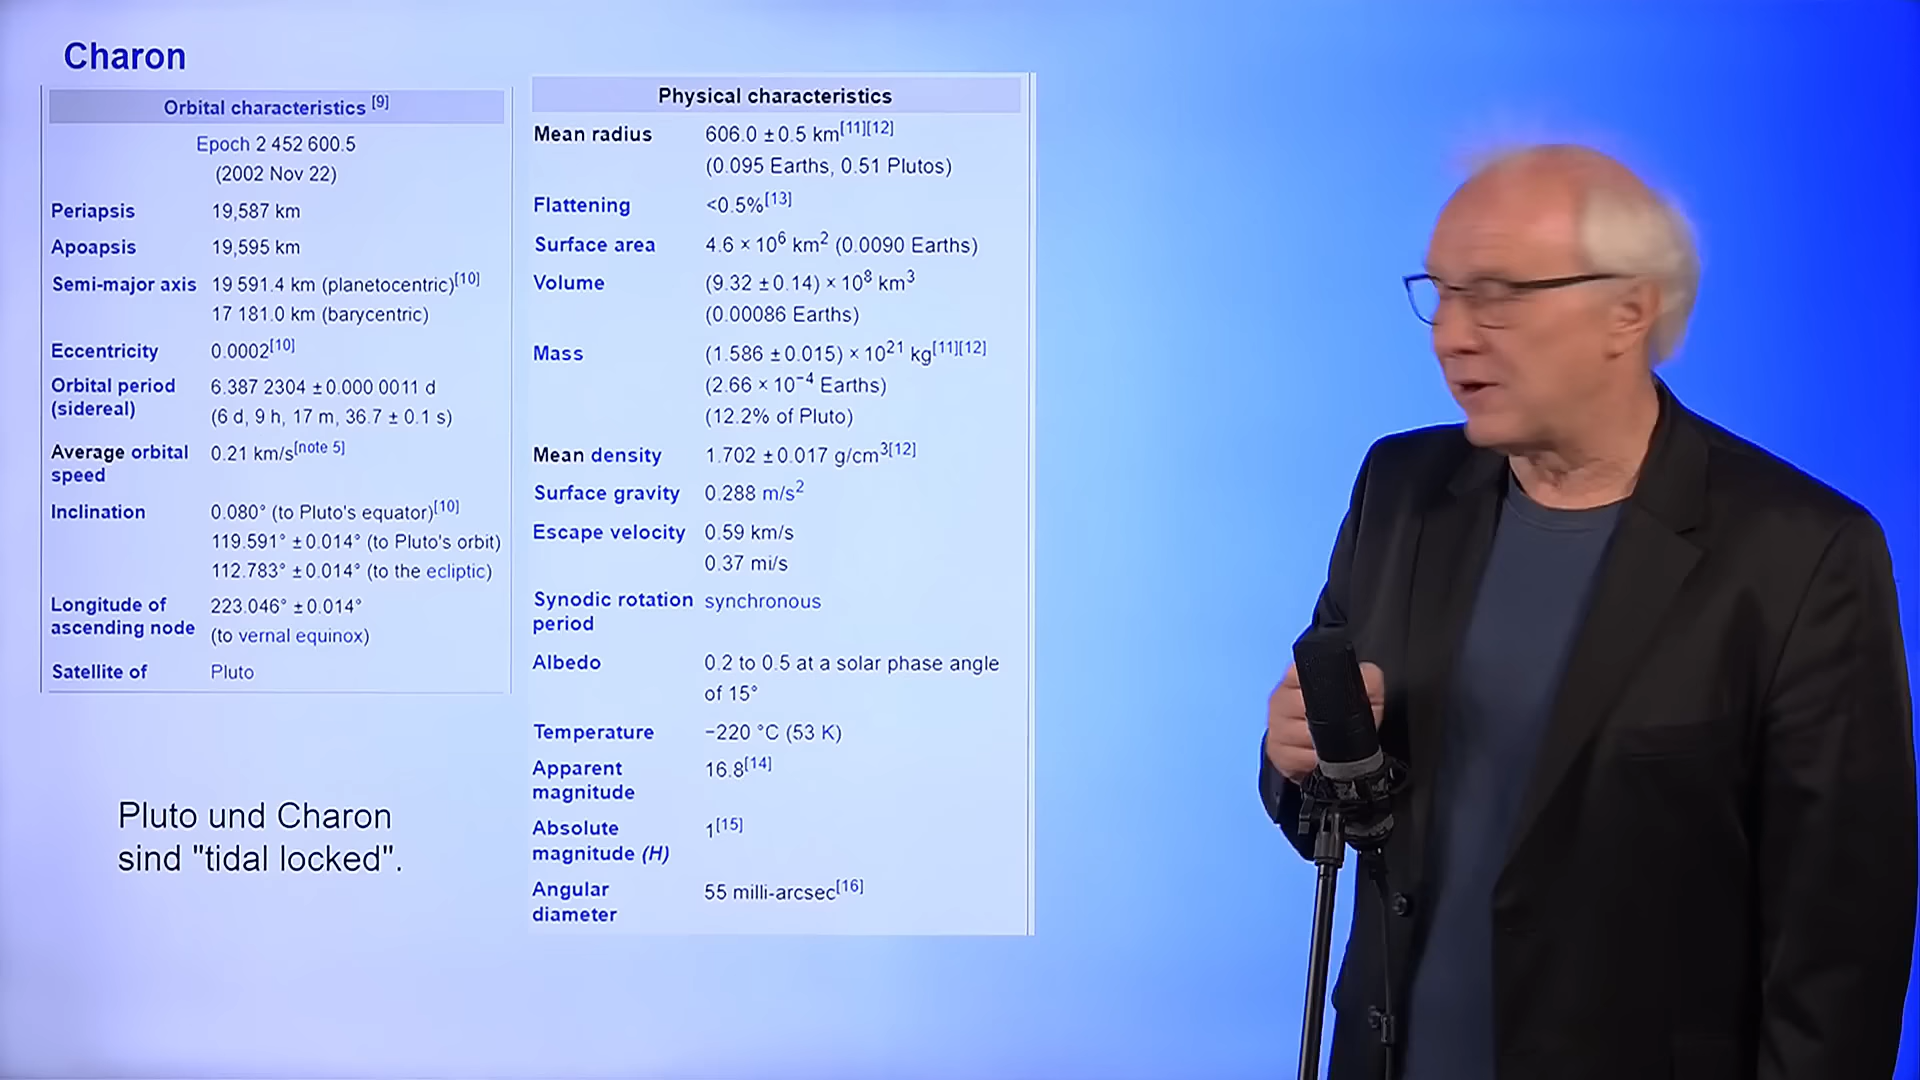 Charon
Orbital characteristics [9]
Epoch 2 452 600.5
(2002 Nov 22)
Periapsis 19,587 km
Apoapsis 19,595 km
Semi-major axis 19 591.4 km (planetocentric)[10]
17 181.0 km (barycentric)
Eccentricity 0.0002[10]
Orbital period 6.387 2304 ±0.000 0011 d
(sidereal) (6 d, 9 h, 17 m, 36.7 ± 0.1 s)
Average orbital 0.21 km/s[note 5]
speed
Inclination 0.080° (to Pluto's equator)[10]
119.591° ±0.014° (to Pluto's orbit)
112.783° ±0.014° (to the ecliptic)
Longitude of 223.046° ±0.014°
ascending node (to vernal equinox)
Satellite of Pluto
Pluto und Charon
sind "tidal locked".
Physical characteristics
Mean radius 606.0 ±0.5 km[11][12]
(0.095 Earths, 0.51 Plutos)
Flattening <0.5%[13]
Surface area 4.6 × 10⁶ km² (0.0090 Earths)
Volume (9.32 ±0.14) × 10⁸ km³
(0.00086 Earths)
Mass (1.586 ±0.015) × 10²¹ kg[11][12]
(2.66 × 10⁻⁴ Earths)
(12.2% of Pluto)
Mean density 1.702 ±0.017 g/cm³[12]
Surface gravity 0.288 m/s²
Escape velocity 0.59 km/s
0.37 mi/s
Synodic rotation synchronous
period
Albedo 0.2 to 0.5 at a solar phase angle
of 15°
Temperature −220 °C (53 K)
Apparent 16.8[14]
magnitude
Absolute 1[15]
magnitude (H)
Angular 55 milli-arcsec[16]
diameter